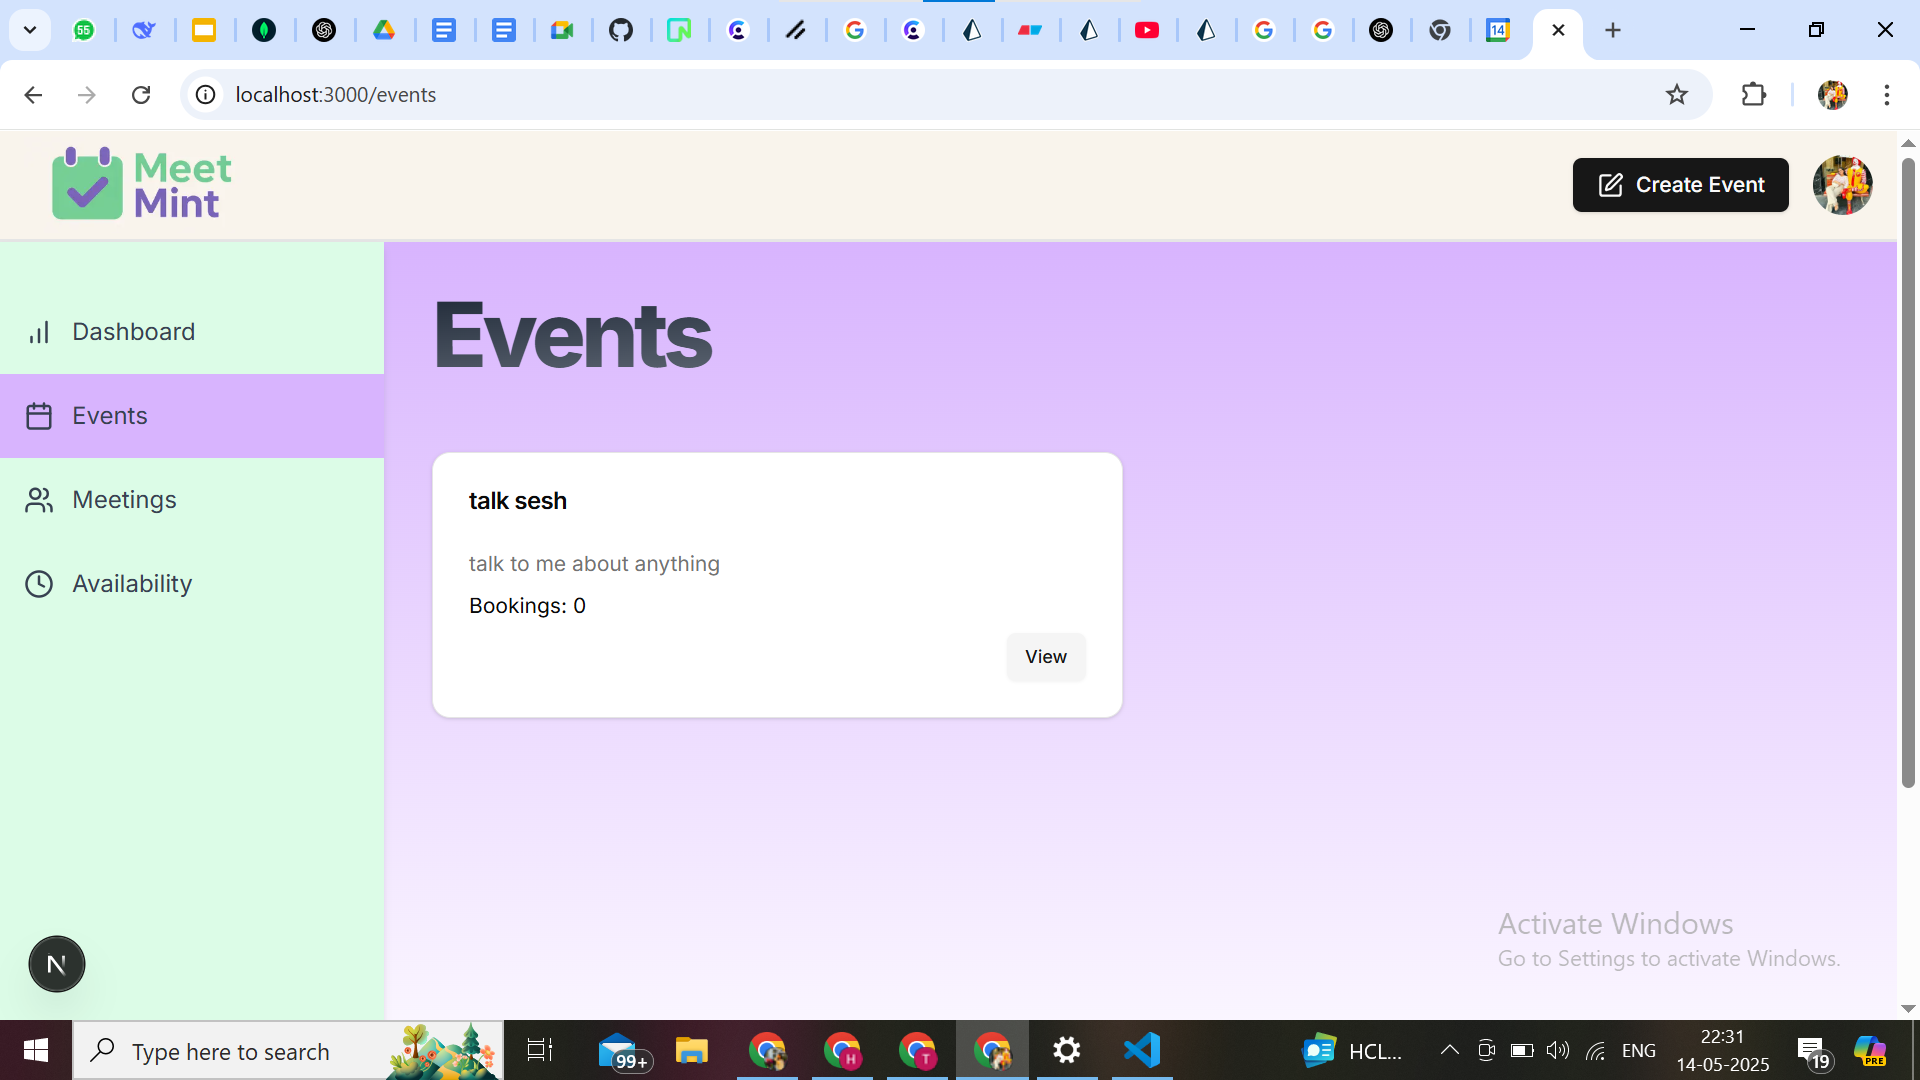 55
14
localhost:3000/events
Meet
Mint
Create Event
Dashboard
Events
Meetings
Availability
Events
talk sesh
talk to me about anything
Bookings: 0
View
N
Activate Windows
Go to Settings to activate Windows.
Type here to search
99+
H
T
HCL...
ENG
22:31
14-05-2025
19
PRE